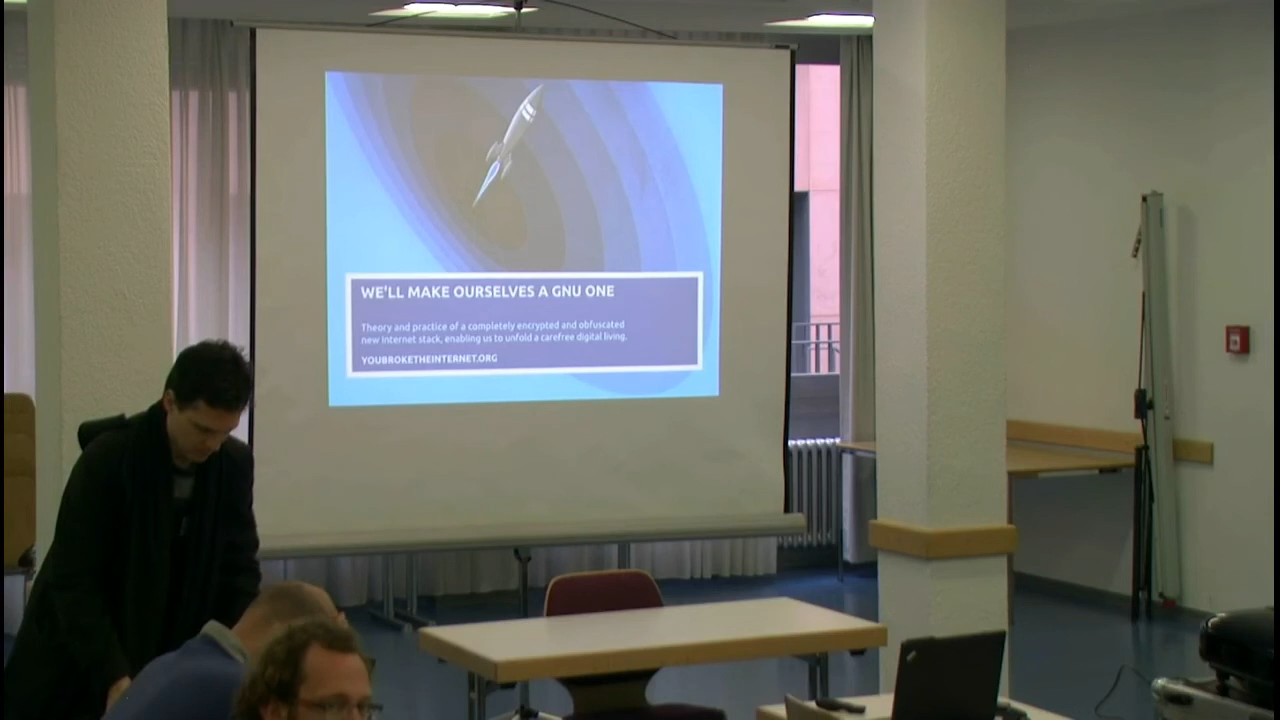 WE'LL MAKE OURSELVES A GNU ONE
Theory and practice of a completely encrypted and obfuscated
new Internet stack, enabling us to unfold a carefree digital living.
YOUBROKETHEINTERNET.ORG